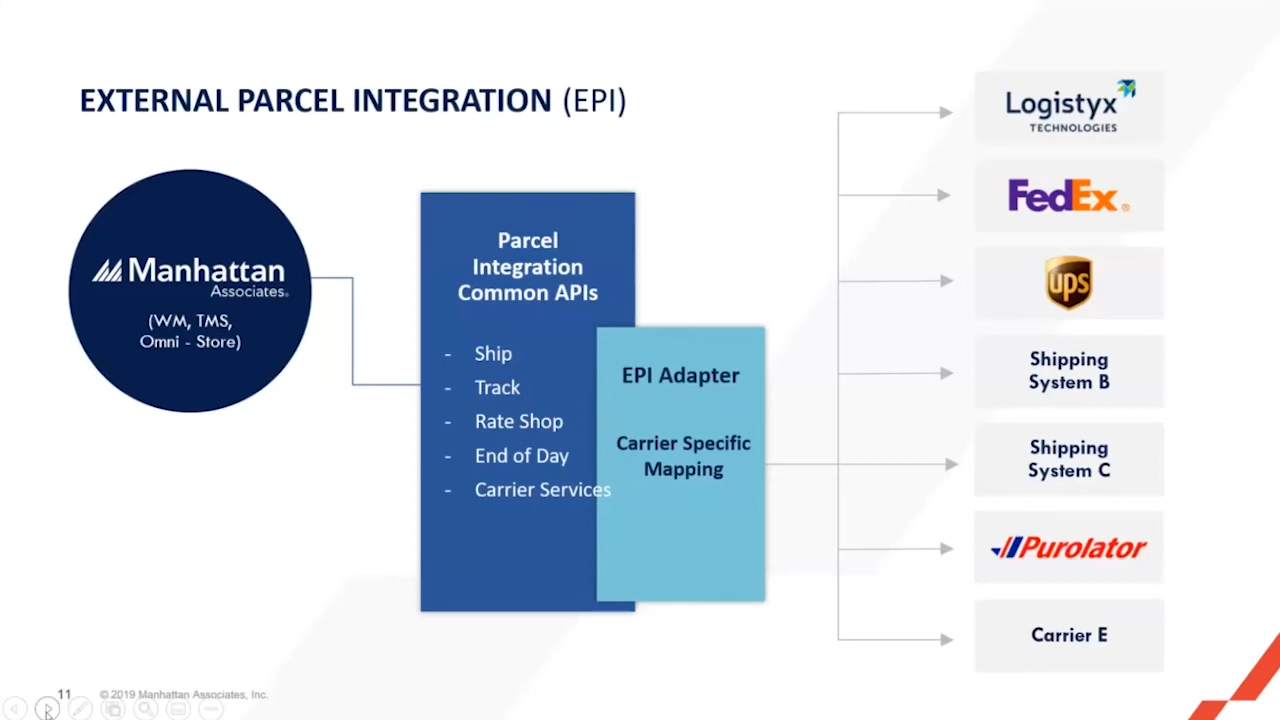 EXTERNAL PARCEL INTEGRATION (EPI)
Manhattan
Associates®
(WM, TMS,
Omni - Store)
Parcel
Integration
Common APIs
- Ship
- Track
- Rate Shop
- End of Day
- Carrier Services
EPI Adapter
Carrier Specific
Mapping
Logistyx
TECHNOLOGIES
FedEx®
ups
Shipping
System B
Shipping
System C
Purolator
Carrier E
11 © 2019 Manhattan Associates, Inc.